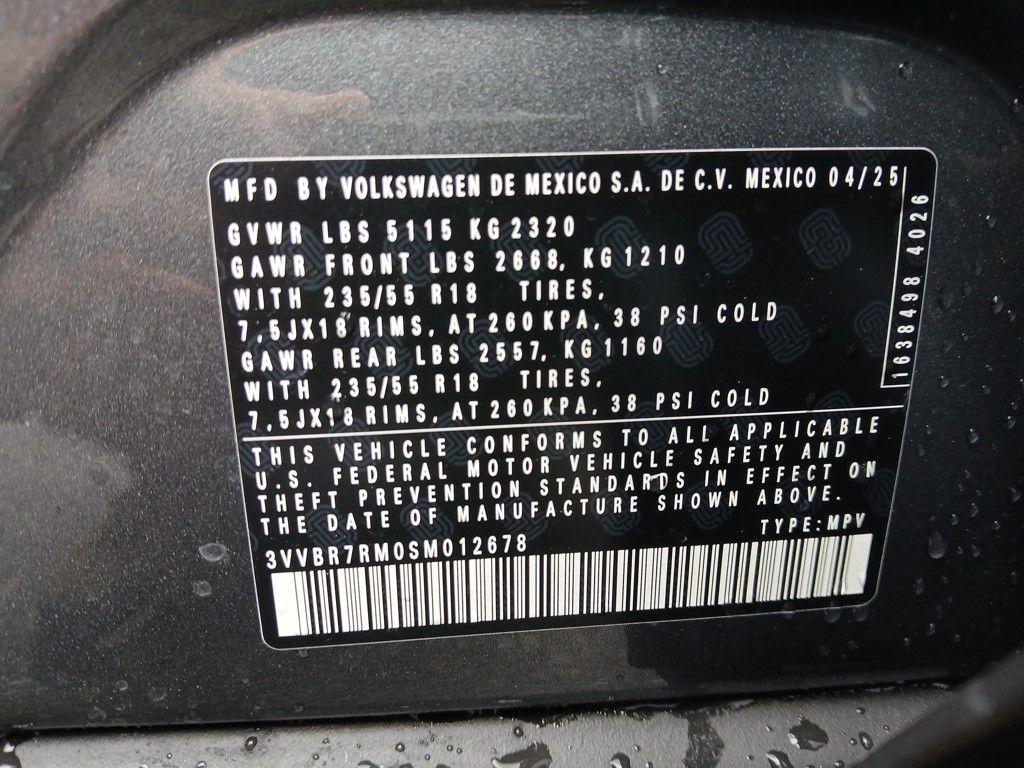 MFD BY VOLKSWAGEN DE MEXICO S.A. DE C.V. MEXICO 04/25
GVWR LBS 5115 KG 2320
GAWR FRONT LBS 2668, KG 1210
WITH 235/55 R18 TIRES,
7,5JX18 RIMS, AT 260 KPA, 38 PSI COLD
GAWR REAR LBS 2557, KG 1160
WITH 235/55 R18 TIRES,
7,5JX18 RIMS, AT 260 KPA, 38 PSI COLD
1638498 4026
THIS VEHICLE CONFORMS TO ALL APPLICABLE
U.S. FEDERAL MOTOR VEHICLE SAFETY AND
THEFT PREVENTION STANDARDS IN EFFECT ON
THE DATE OF MANUFACTURE SHOWN ABOVE.
TYPE: MPV
3VVBR7RM0SM012678